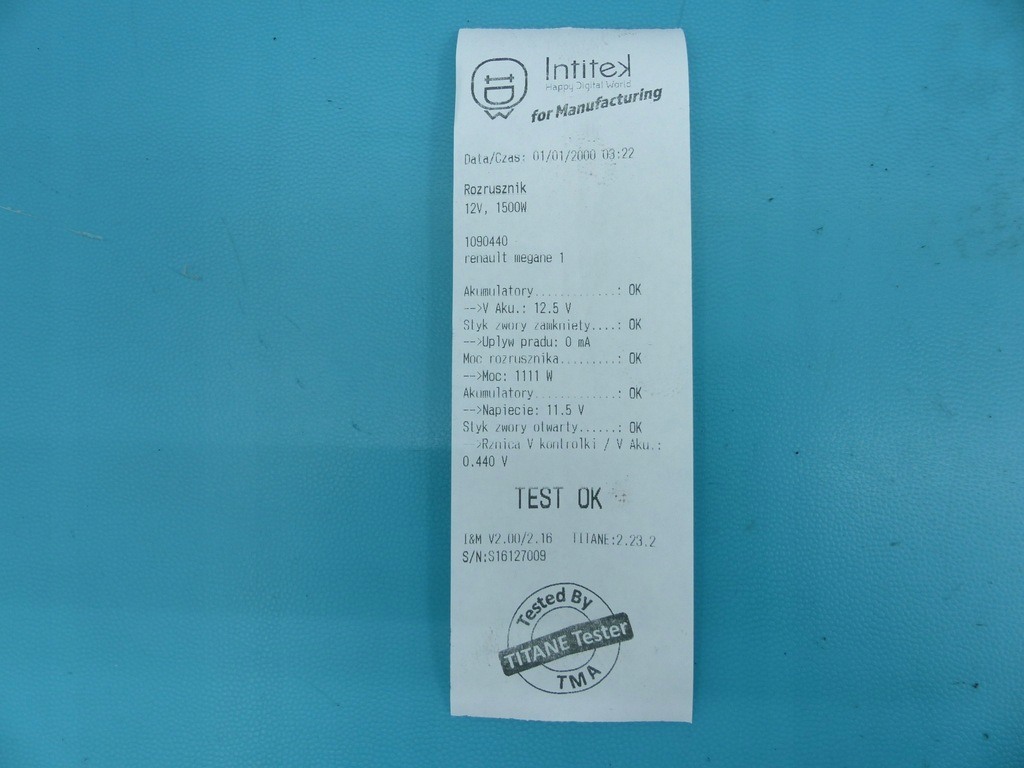 Intitek
Happy Digital World
for Manufacturing
Data/Czas: 01/01/2000 03:22
Rozrusznik
12V, 1500W
1090440
renault megane 1
Akumulatory.............: OK
-->V Aku.: 12.5 V
Styk zwory zamkniety....: OK
-->Uplyw pradu: 0 mA
Moc rozrusznika.........: OK
-->Moc: 1111 W
Akumulatory.............: OK
-->Napiecie: 11.5 V
Styk zwory otwarty......: OK
-->Rznica V kontrolki / V Aku.:
0.440 V
TEST OK
I&M V2.00/2.16 TITANE:2.23.2
S/N:S16127009
Tested By
TITANE Tester
TMA